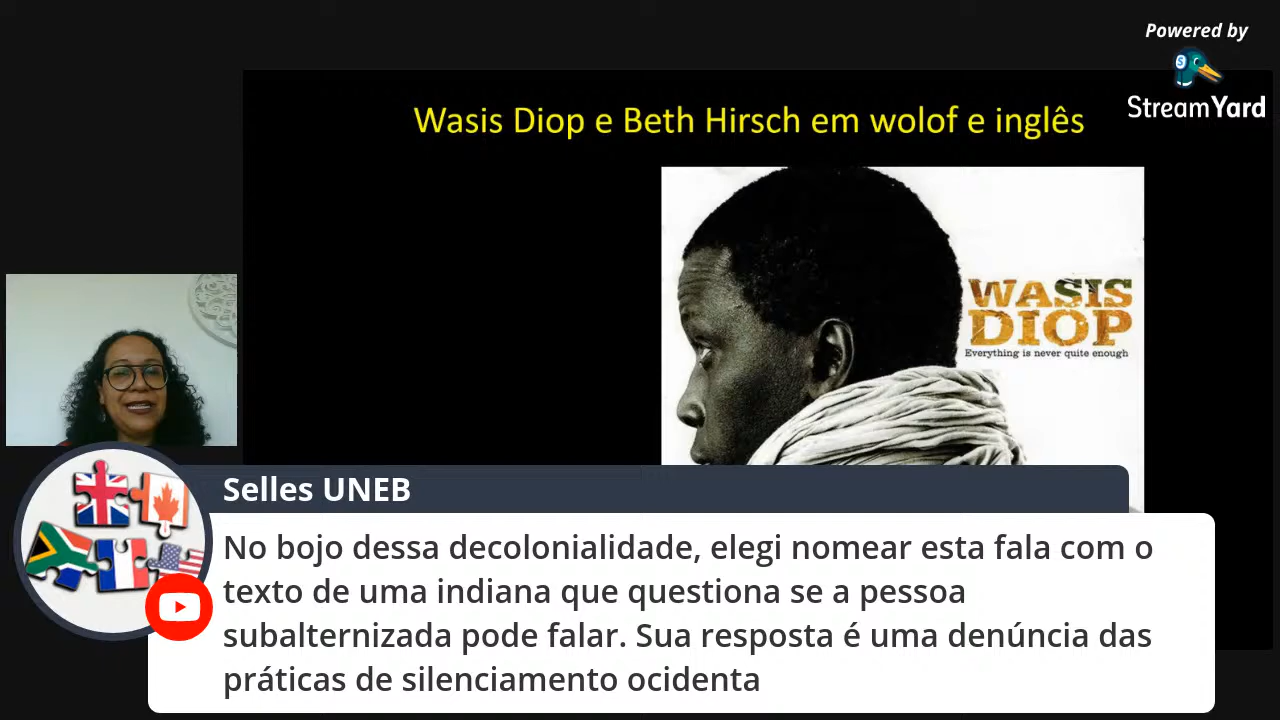 Powered by
StreamYard
Wasis Diop e Beth Hirsch em wolof e inglês
WASIS
DIOP
Everything is never quite enough
Selles UNEB
No bojo dessa decolonialidade, elegi nomear esta fala com o
texto de uma indiana que questiona se a pessoa
subalternizada pode falar. Sua resposta é uma denúncia das
práticas de silenciamento ocidenta